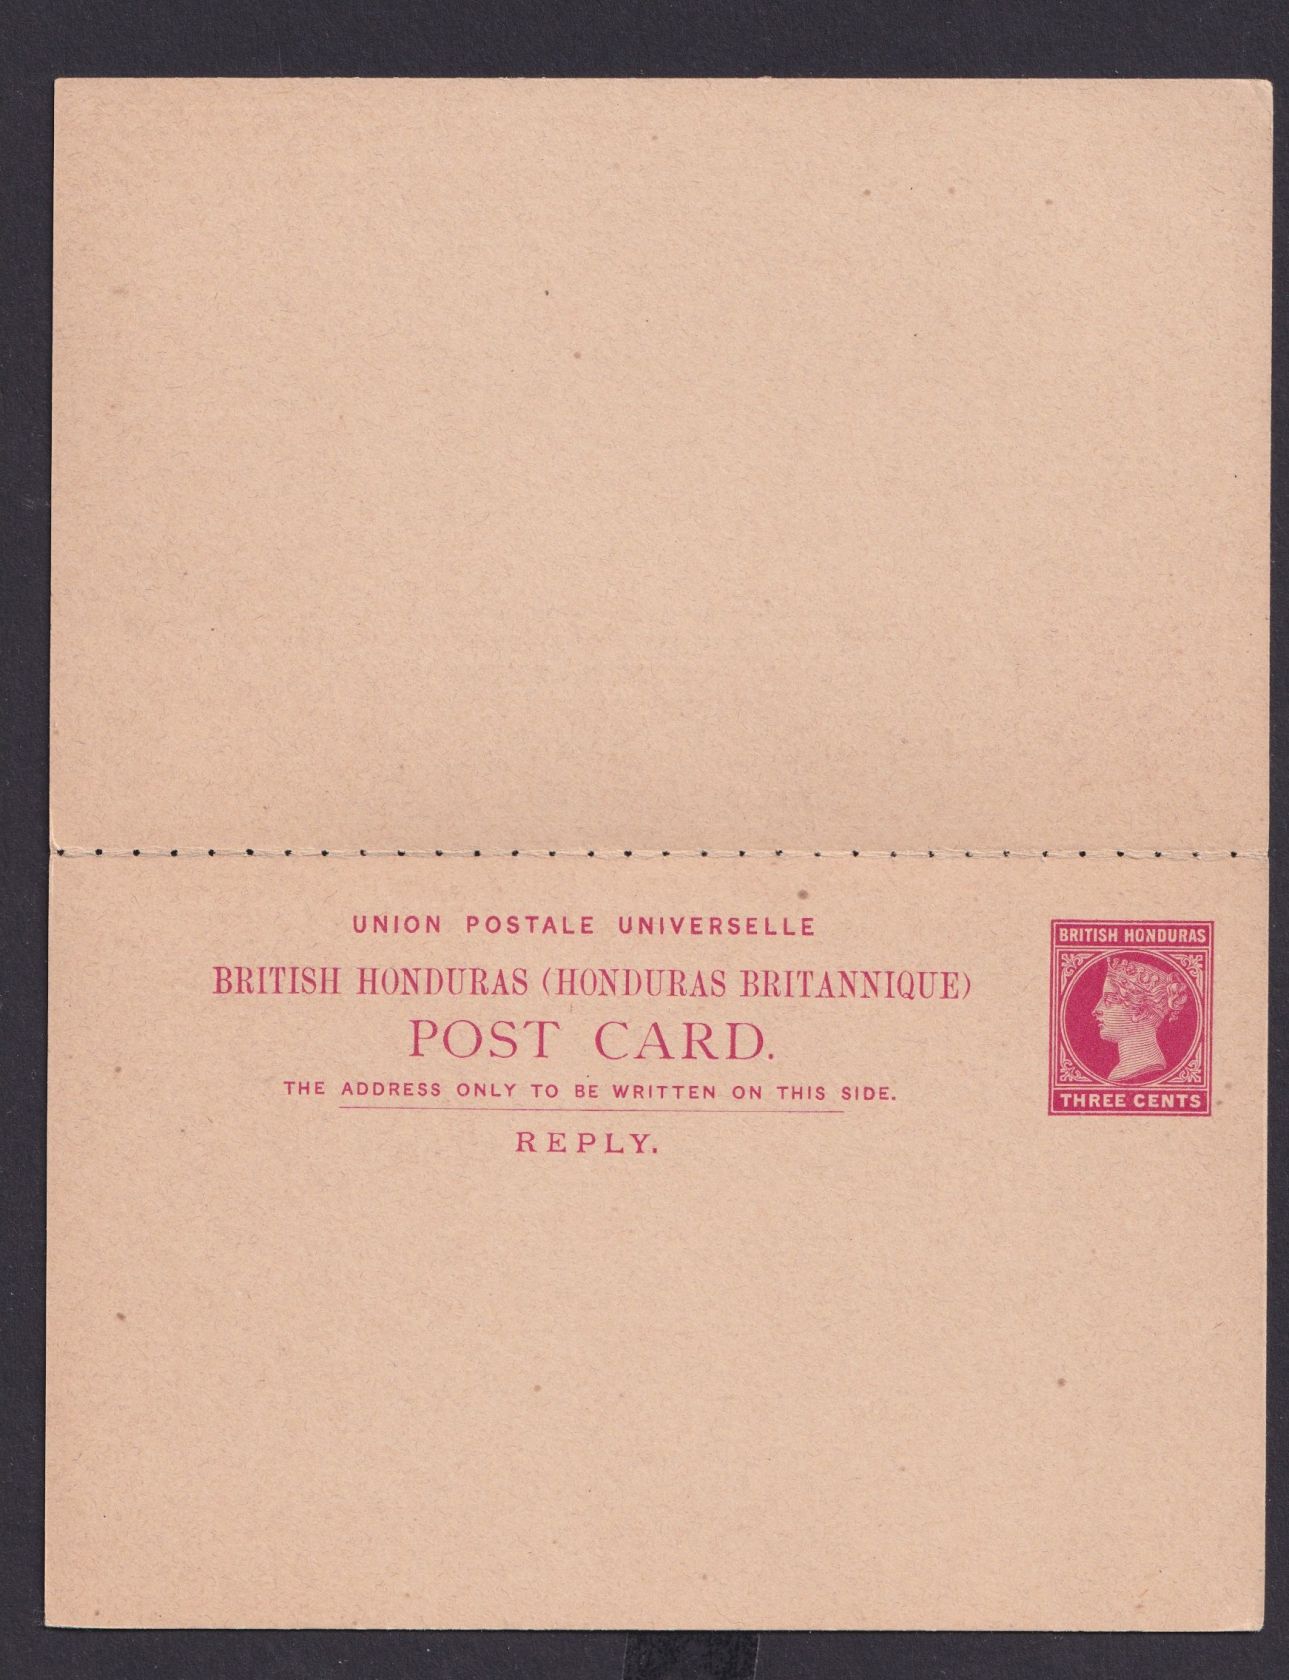 UNION POSTALE UNIVERSELLE
BRITISH HONDURAS (HONDURAS BRITANNIQUE)
POST CARD.
THE ADDRESS ONLY TO BE WRITTEN ON THIS SIDE.
REPLY.
BRITISH HONDURAS
THREE CENTS